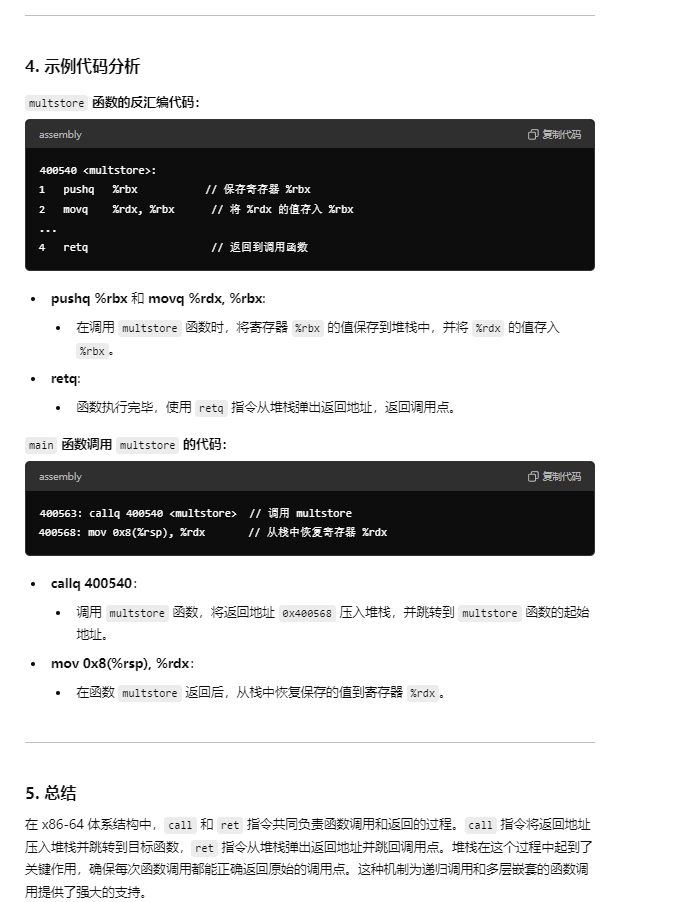 4. 示例代码分析
multstore 函数的反汇编代码：
assembly 复制代码
400540 <multstore>:
1 pushq %rbx // 保存寄存器 %rbx
2 movq %rdx, %rbx // 将 %rdx 的值存入 %rbx
...
4 retq // 返回到调用函数
• pushq %rbx 和 movq %rdx, %rbx:
• 在调用 multstore 函数时，将寄存器 %rbx 的值保存到堆栈中，并将 %rdx 的值存入
%rbx 。
• retq:
• 函数执行完毕，使用 retq 指令从堆栈弹出返回地址，返回调用点。
main 函数调用 multstore 的代码：
assembly 复制代码
400563: callq 400540 <multstore> // 调用 multstore
400568: mov 0x8(%rsp), %rdx // 从栈中恢复寄存器 %rdx
• callq 400540：
• 调用 multstore 函数，将返回地址 0x400568 压入堆栈，并跳转到 multstore 函数的起始
地址。
• mov 0x8(%rsp), %rdx：
• 在函数 multstore 返回后，从栈中恢复保存的值到寄存器 %rdx 。
5. 总结
在 x86-64 体系结构中， call 和 ret 指令共同负责函数调用和返回的过程。 call 指令将返回地址
压入堆栈并跳转到目标函数， ret 指令从堆栈弹出返回地址并跳回调用点。堆栈在这个过程中起到了
关键作用，确保每次函数调用都能正确返回原始的调用点。这种机制为递归调用和多层嵌套的函数调
用提供了强大的支持。